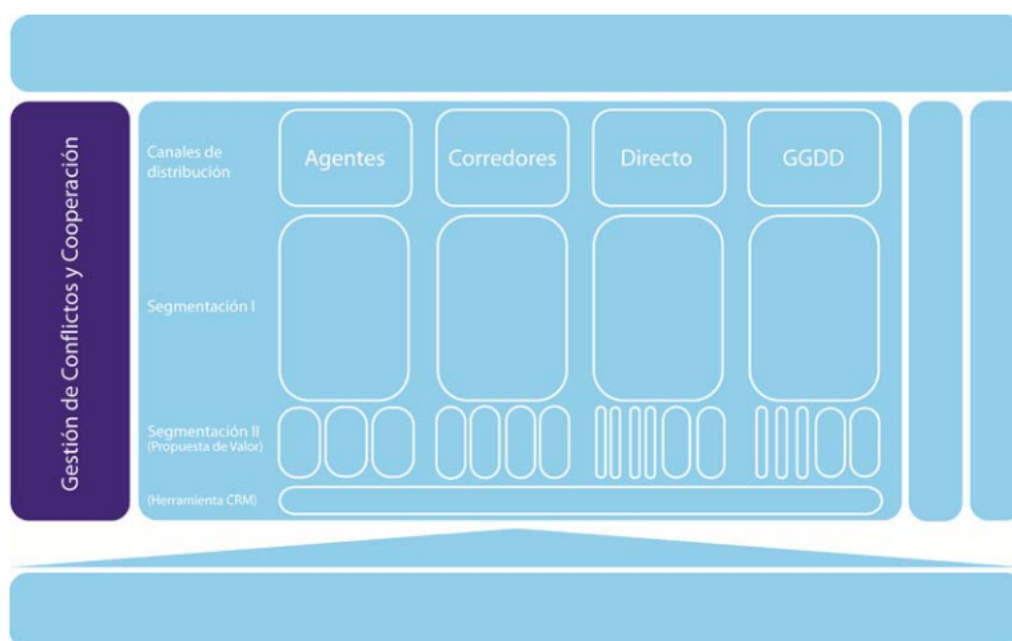 Gestión de Conflictos y Cooperación
Canales de
distribución
Agentes
Corredores
Directo
GGDD
Segmentación I
Segmentación II
(Propuesta de Valor)
(Herramienta CRM)